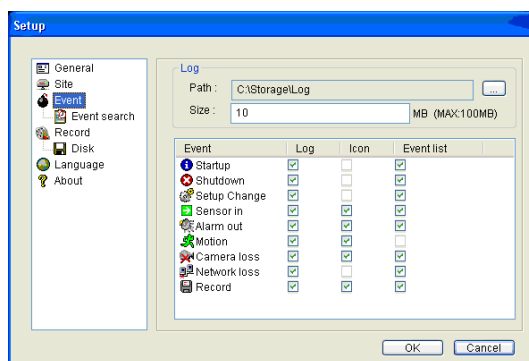 Setup
General
Site
Event
Event search
Record
Disk
Language
About
Log
Path : C:\Storage\Log ...
Size : 10 MB (MAX:100MB)
Event Log Icon Event list
Startup
Shutdown
Setup Change
Sensor in
Alarm out
Motion
Camera loss
Network loss
Record
OK Cancel